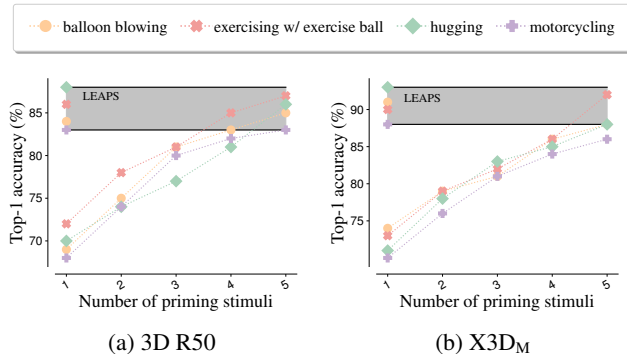 balloon blowing exercising w/ exercise ball hugging motorcycling
LEAPS
85
80
75
70
Top-1 accuracy (%)
1 2 3 4 5
Number of priming stimuli
(a) 3D R50
LEAPS
90
85
80
75
Top-1 accuracy (%)
1 2 3 4 5
Number of priming stimuli
(b) X3DM